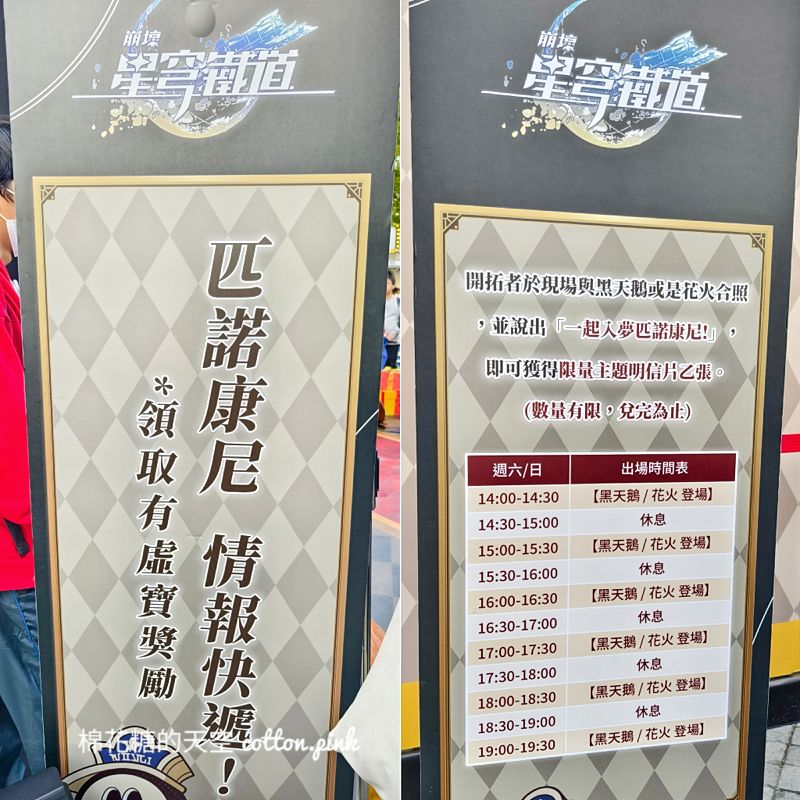 崩壞
星穹鐵道
匹諾康尼 情報快遞！
*領取有虛寶獎勵
棉花糖的天空 cotton.pink
崩壞
星穹鐵道
開拓者於現場與黑天鵝或是花火合照
，並說出「一起入夢匹諾康尼!」，
即可獲得限量主題明信片乙張。
(數量有限，兌完為止)
週六/日 出場時間表
14:00-14:30 【黑天鵝 / 花火 登場】
14:30-15:00 休息
15:00-15:30 【黑天鵝 / 花火 登場】
15:30-16:00 休息
16:00-16:30 【黑天鵝 / 花火 登場】
16:30-17:00 休息
17:00-17:30 【黑天鵝 / 花火 登場】
17:30-18:00 休息
18:00-18:30 【黑天鵝 / 花火 登場】
18:30-19:00 休息
19:00-19:30 【黑天鵝 / 花火 登場】